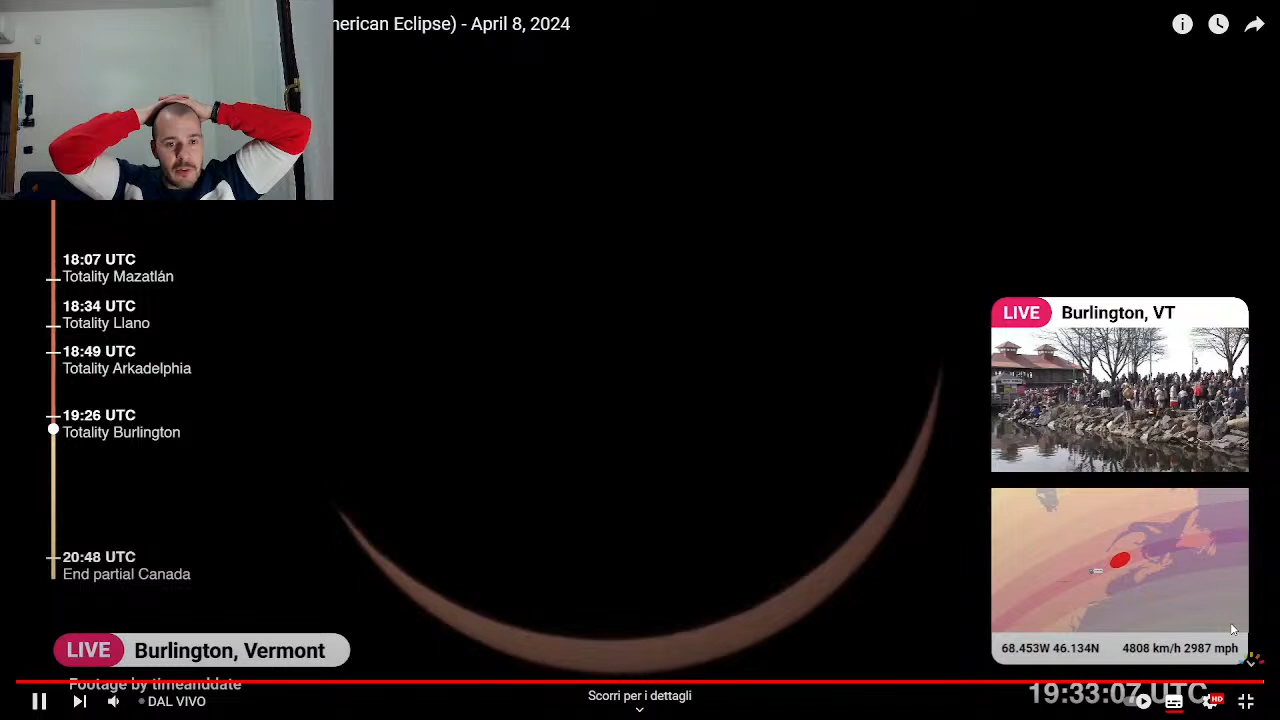 nerican Eclipse) - April 8, 2024
18:07 UTC
Totality Mazatlán
18:34 UTC
Totality Llano
18:49 UTC
Totality Arkadelphia
19:26 UTC
Totality Burlington
20:48 UTC
End partial Canada
LIVE Burlington, VT
68.453W 46.134N 4808 km/h 2987 mph
LIVE Burlington, Vermont
Footage by timeanddate
19:33:07 UTC
DAL VIVO
Scorri per i dettagli
HD